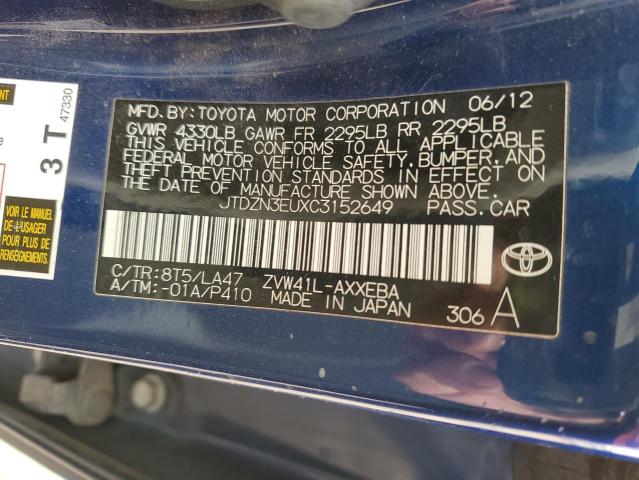 MFD. BY: TOYOTA MOTOR CORPORATION 06/12
GVWR 4330LB GAWR FR 2295LB RR 2295LB
THIS VEHICLE CONFORMS TO ALL APPLICABLE
FEDERAL MOTOR VEHICLE SAFETY, BUMPER, AND
THEFT PREVENTION STANDARDS IN EFFECT ON
THE DATE OF MANUFACTURE SHOWN ABOVE.
JTDZN3EUXC3152649 PASS. CAR
C/TR: 8T5/LA47 ZVW41L-AXXEBA
A/TM: -01A/P410 MADE IN JAPAN
306 A
3 T
47330
VOIR LE MANUEL
DE L'USAGER
POUR PLUS DE